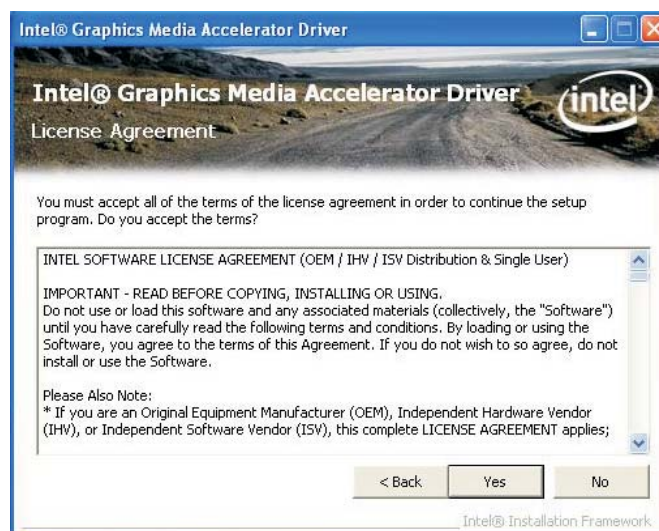 Intel® Graphics Media Accelerator Driver
Intel® Graphics Media Accelerator Driver
intel
License Agreement
You must accept all of the terms of the license agreement in order to continue the setup
program. Do you accept the terms?
INTEL SOFTWARE LICENSE AGREEMENT (OEM / IHV / ISV Distribution & Single User)
IMPORTANT - READ BEFORE COPYING, INSTALLING OR USING.
Do not use or load this software and any associated materials (collectively, the "Software")
until you have carefully read the following terms and conditions. By loading or using the
Software, you agree to the terms of this Agreement. If you do not wish to so agree, do not
install or use the Software.
Please Also Note:
* If you are an Original Equipment Manufacturer (OEM), Independent Hardware Vendor
(IHV), or Independent Software Vendor (ISV), this complete LICENSE AGREEMENT applies;
< Back Yes No
Intel® Installation Framework